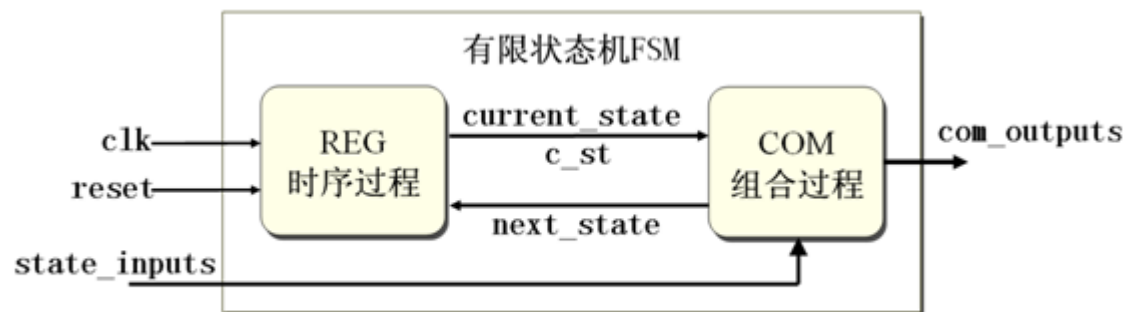 有限状态机FSM
clk
reset
REG
时序过程
current_state
c_st
next_state
COM
组合过程
com_outputs
state_inputs